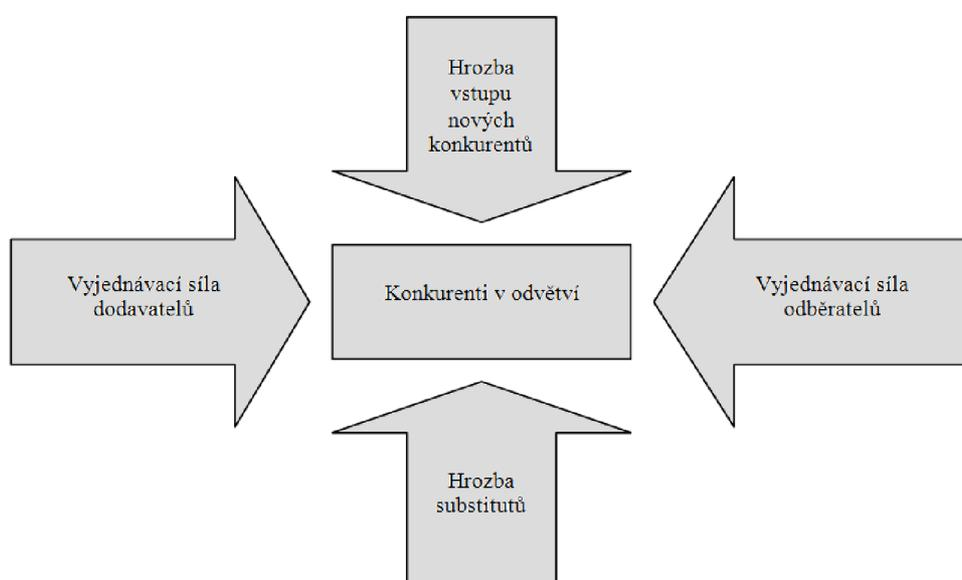 Hrozba
vstupu
nových
konkurentů
Vyjednávací síla
dodavatelů
Konkurenti v odvětví
Vyjednávací síla
odběratelů
Hrozba
substitutů